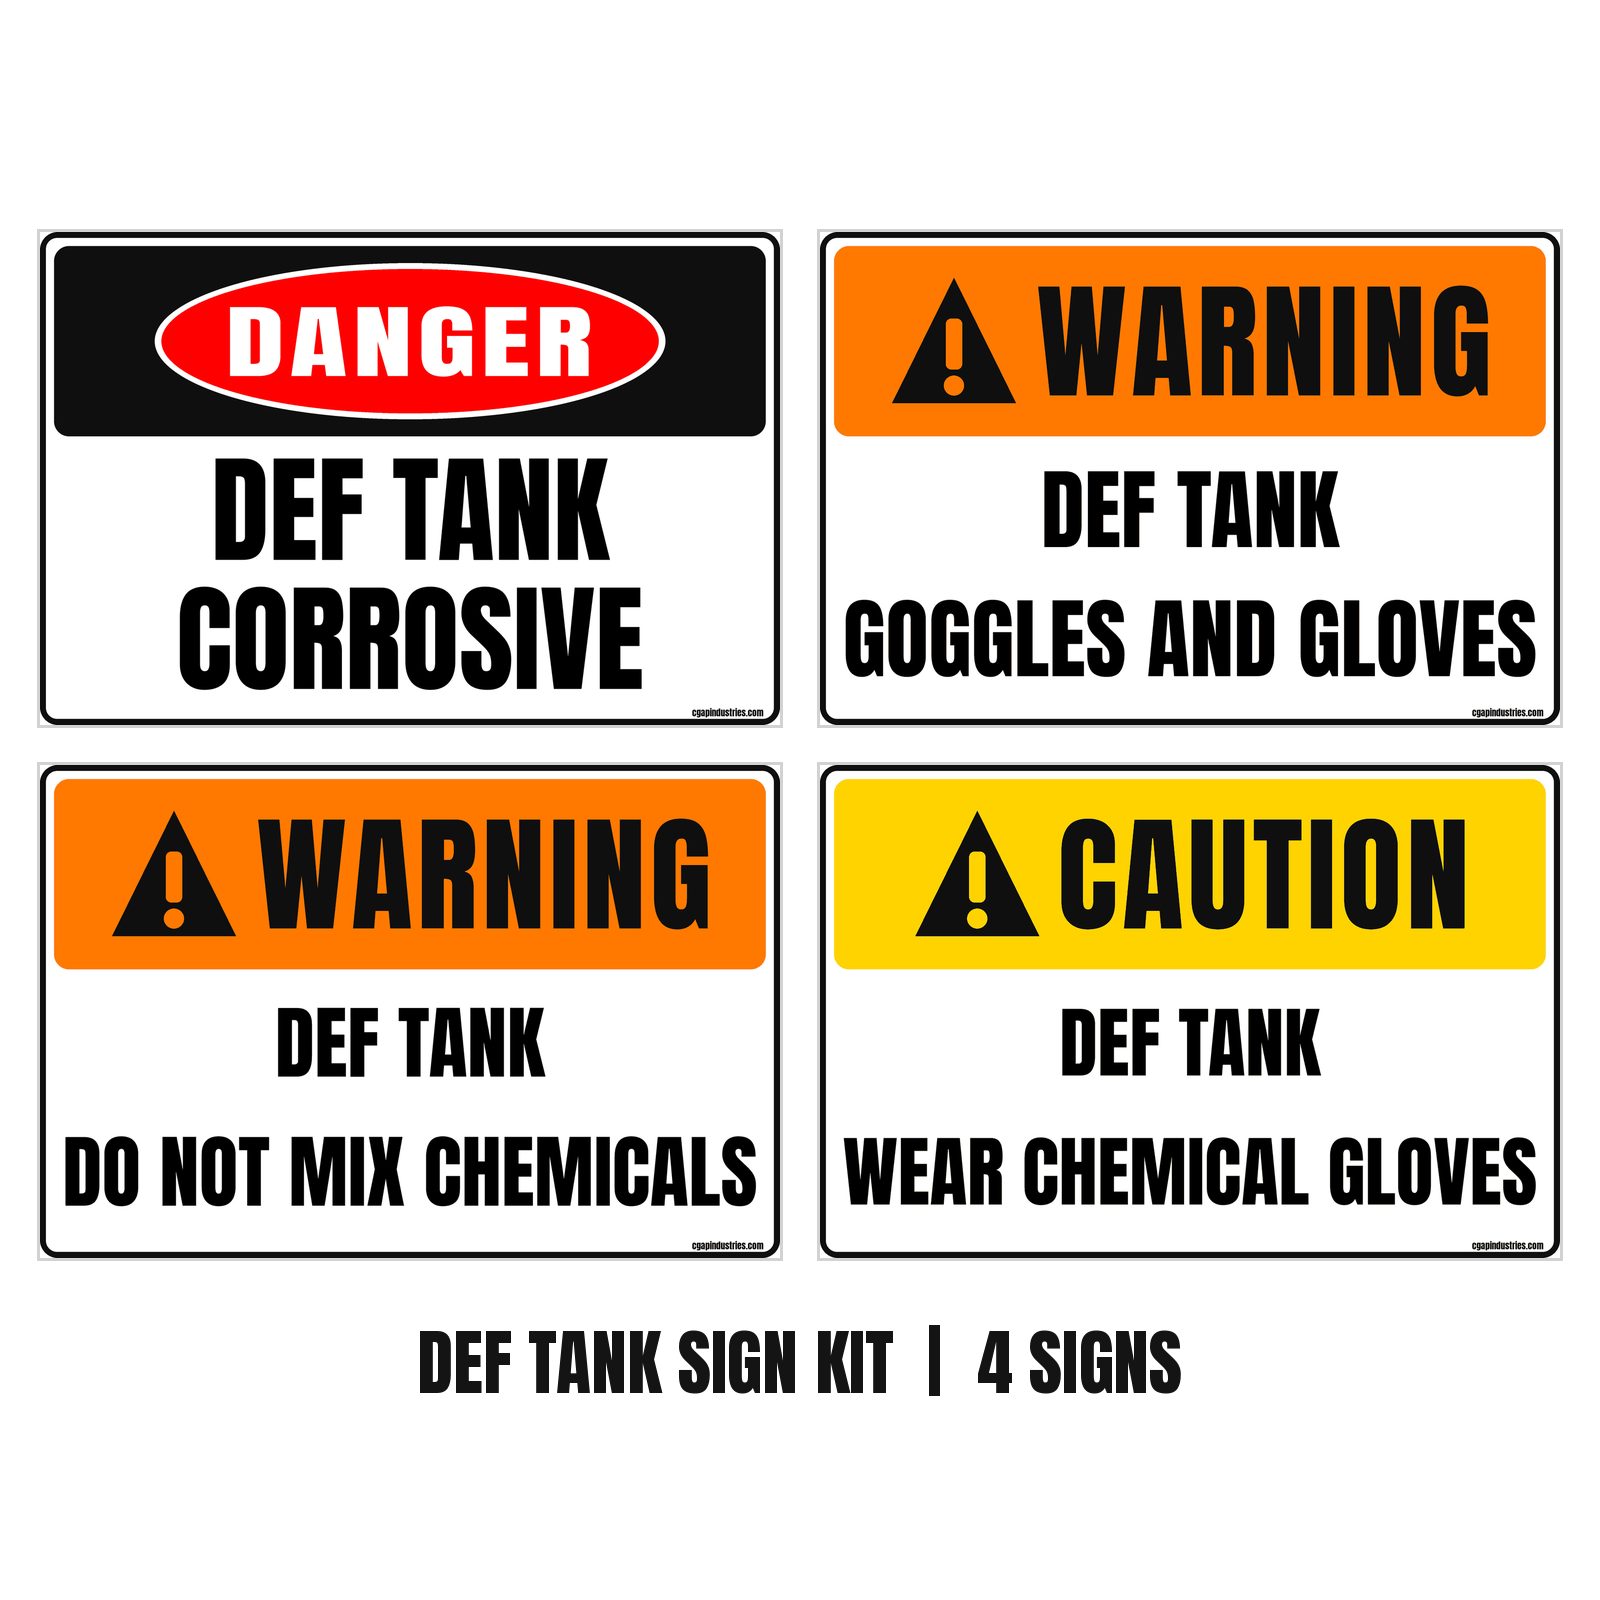 DANGER
DEF TANK
CORROSIVE
cgapindustries.com
WARNING
DEF TANK
GOGGLES AND GLOVES
cgapindustries.com
WARNING
DEF TANK
DO NOT MIX CHEMICALS
cgapindustries.com
CAUTION
DEF TANK
WEAR CHEMICAL GLOVES
cgapindustries.com
DEF TANK SIGN KIT | 4 SIGNS